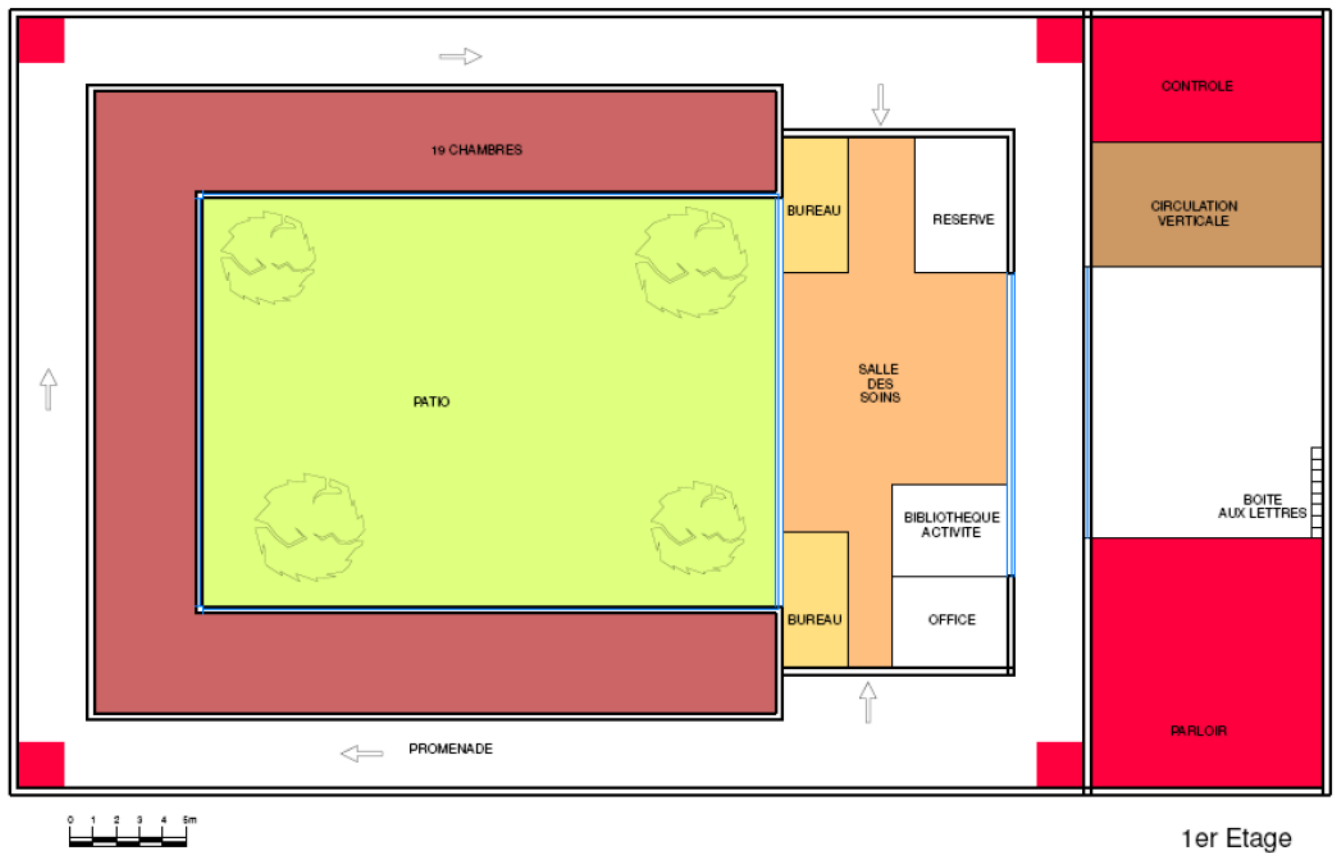 CONTROLE
19 CHAMBRES
CIRCULATION
VERTICALE
BUREAU
RESERVE
SALLE
DES
SOINS
PATIO
BOITE
AUX LETTRES
BIBLIOTHEQUE
ACTIVITE
BUREAU
OFFICE
PARLOIR
PROMENADE
0 1 2 3 4 5m
1er Etage